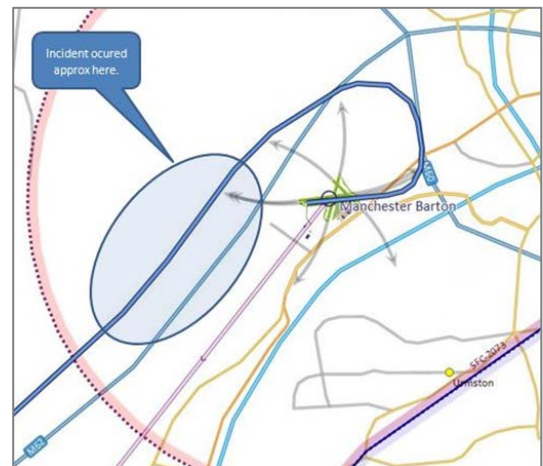 Incident ocured
approx here.
M60
Manchester Barton
SFC 2073
Urmston
M62